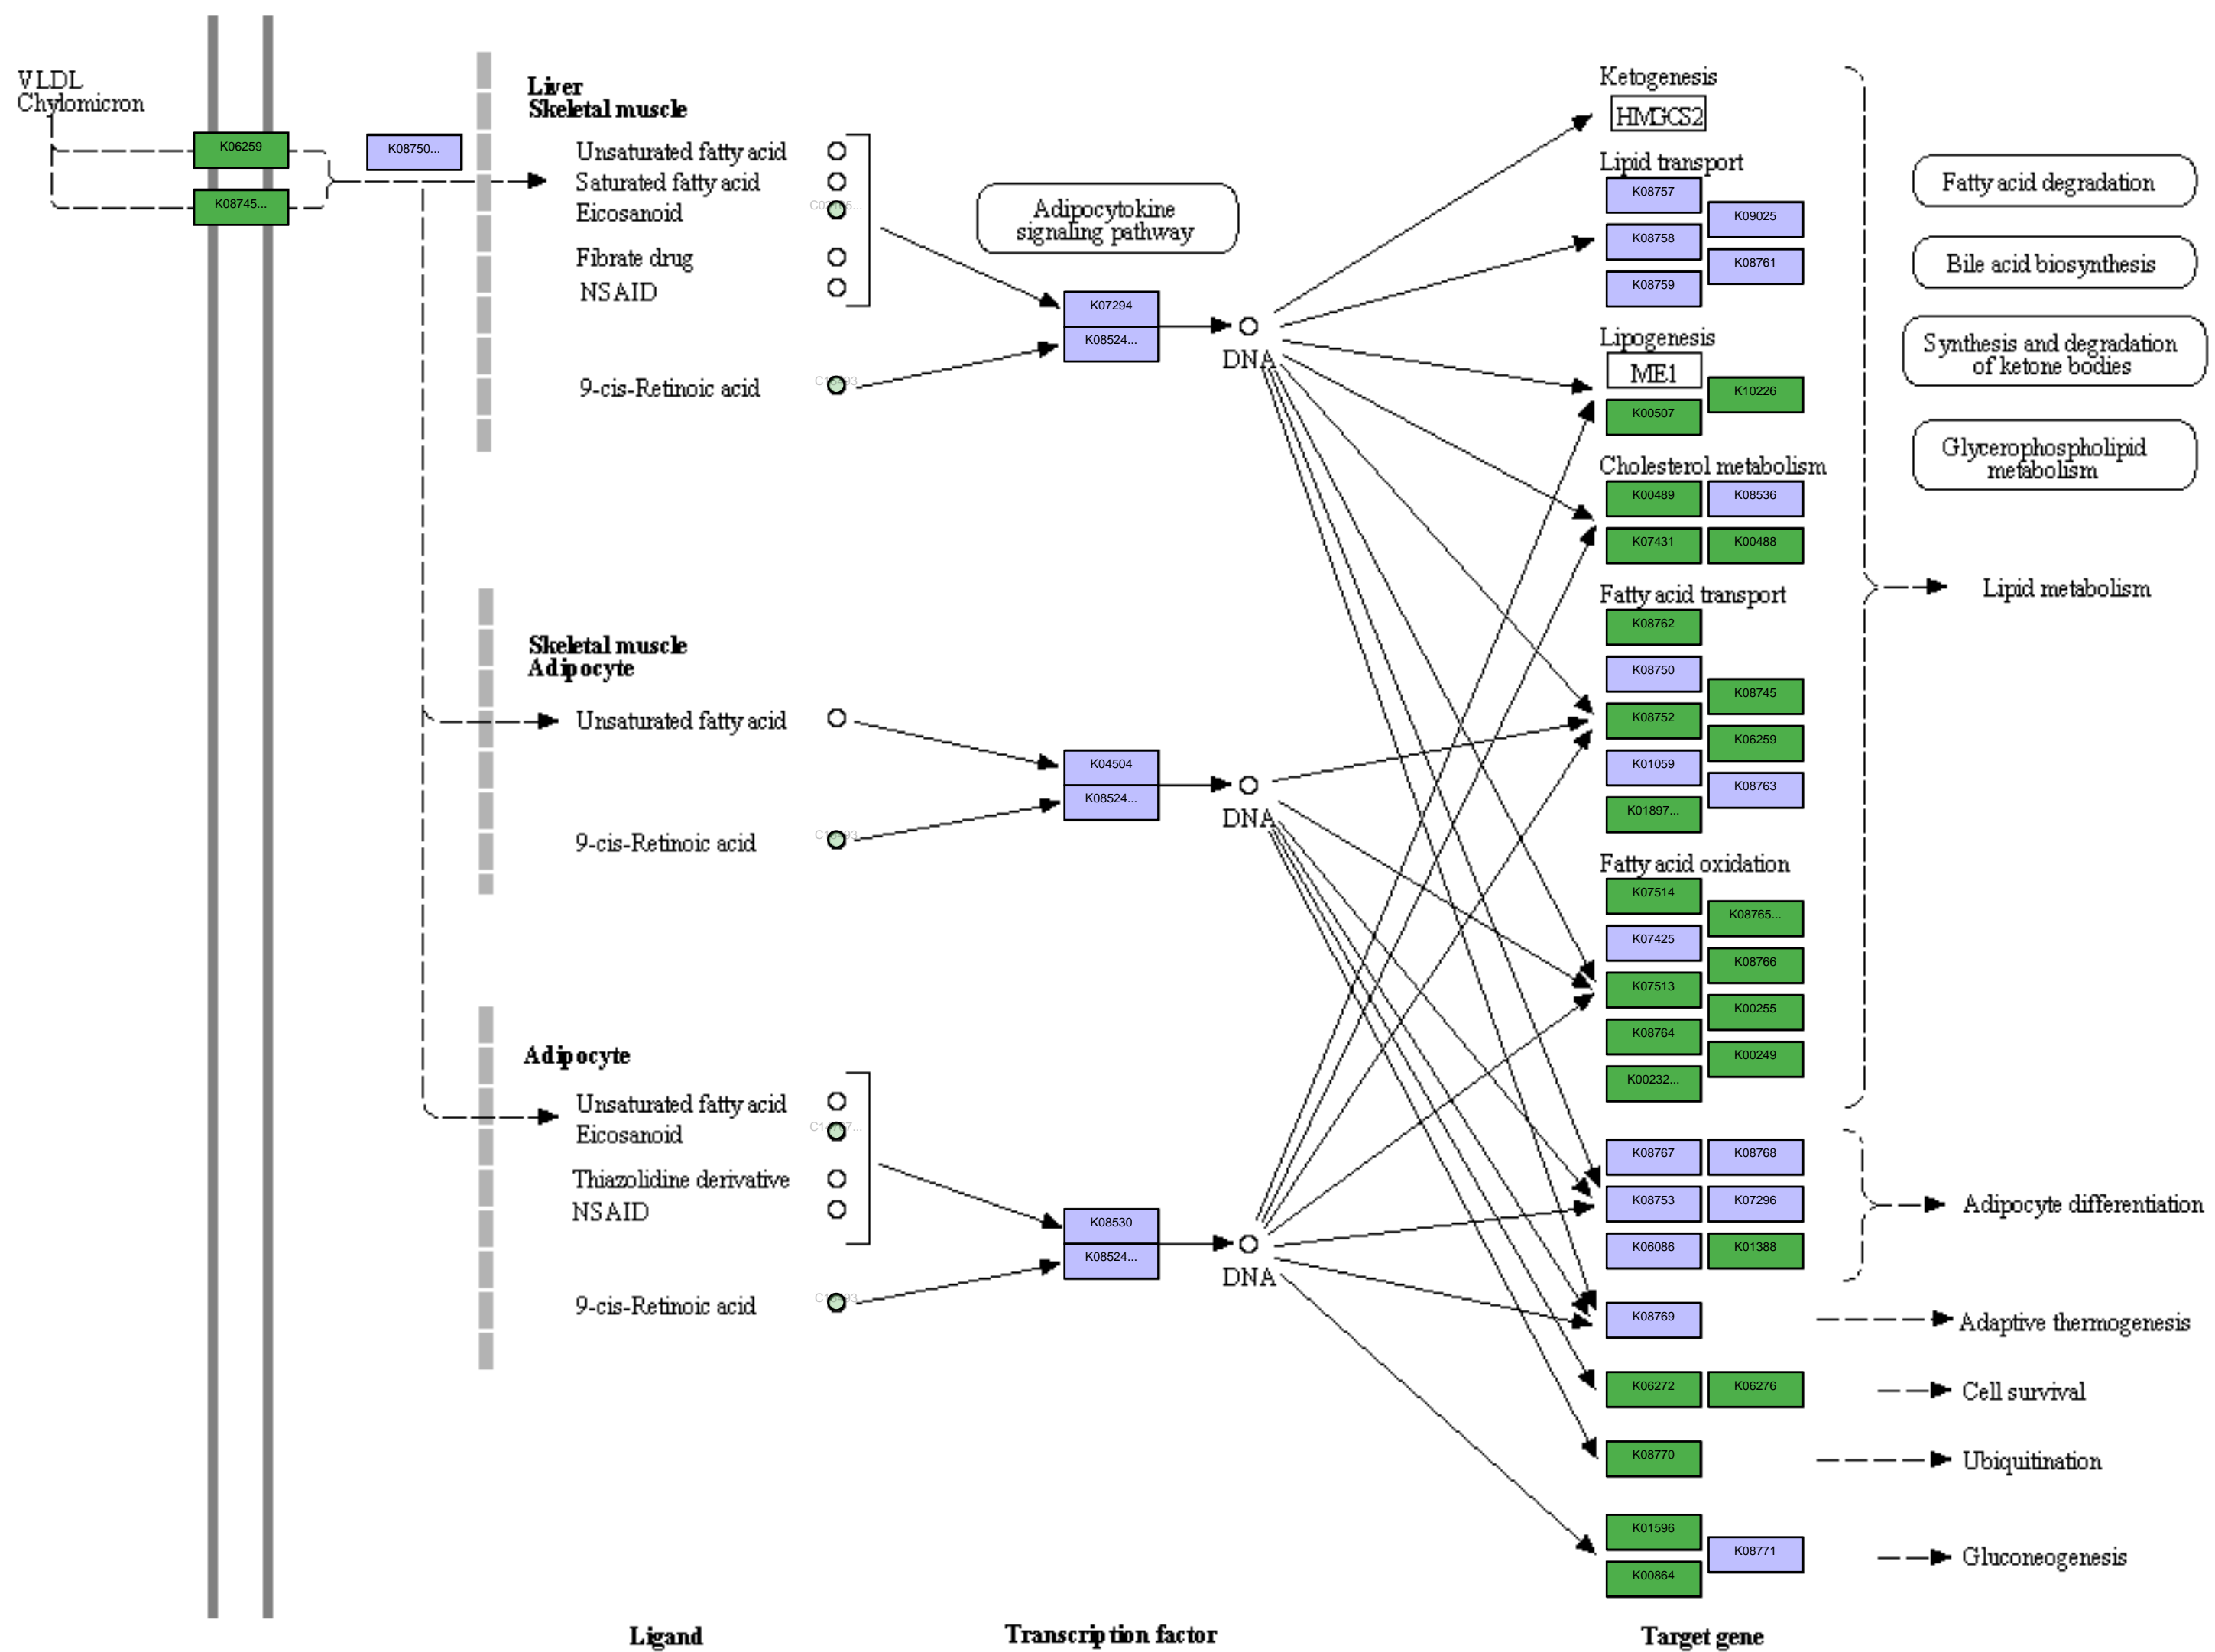 VLDL
Chylomicron
K06259
K08745...
K08750...
Liver
Skeletal muscle
Unsaturated fatty acid
Saturated fatty acid
Eicosanoid
Fibrate drug
NSAID
9-cis-Retinoic acid
Adipocytokine
signaling pathway
K07294
K08524...
DNA
Skeletal muscle
Adipocyte
Unsaturated fatty acid
9-cis-Retinoic acid
K04504
K08524...
DNA
Adipocyte
Unsaturated fatty acid
Eicosanoid
Thiazolidine derivative
NSAID
9-cis-Retinoic acid
K08530
K08524...
DNA
Ketogenesis
HMGCS2
Lipid transport
K08757
K09025
K08758
K08761
K08759
Lipogenesis
ME1
K10226
K00507
Cholesterol metabolism
K00489
K08536
K07431
K00488
Fatty acid transport
K08762
K08750
K08745
K08752
K06259
K01059
K08763
K01897...
Fatty acid oxidation
K07514
K08765...
K07425
K08766
K07513
K00255
K08764
K00249
K00232...
K08767
K08768
K08753
K07296
K06086
K01388
K08769
K06272
K06276
K08770
K01596
K08771
K00864
Fatty acid degradation
Bile acid biosynthesis
Synthesis and degradation
of ketone bodies
Glycerophospholipid
metabolism
Lipid metabolism
Adipocyte differentiation
Adaptive thermogenesis
Cell survival
Ubiquitination
Gluconeogenesis
Ligand
Transcription factor
Target gene